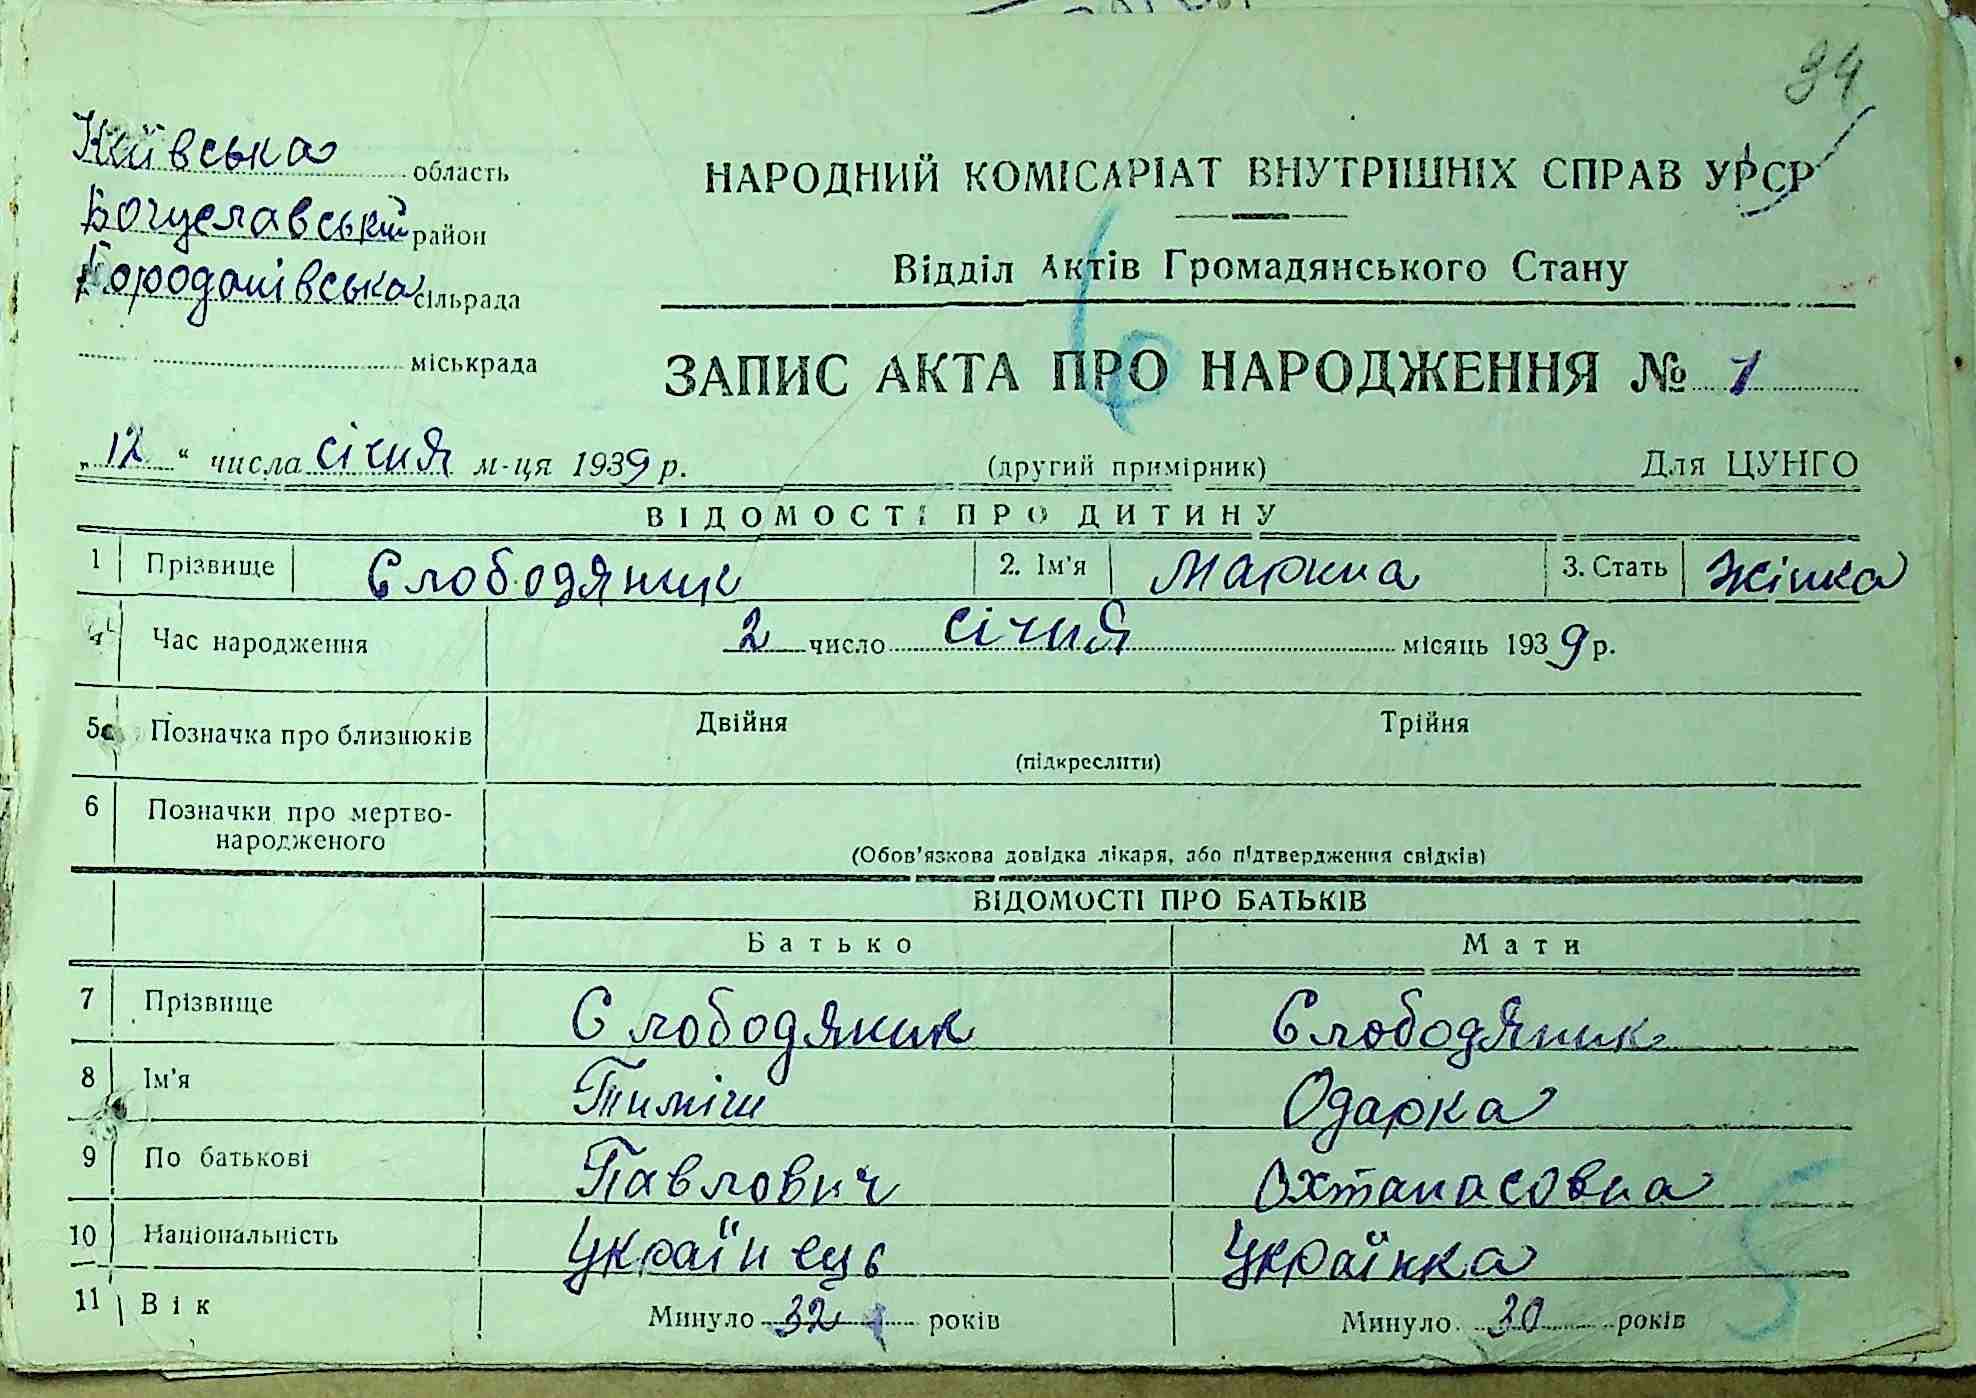 34
Київська область
Богуславський район
Бородашівська сільрада
міськрада
НАРОДНИЙ КОМІСАРІАТ ВНУТРІШНІХ СПРАВ УРСР
Відділ Актів Громадянського Стану
ЗАПИС АКТА ПРО НАРОДЖЕННЯ № 1
„12“ числа січня м-ця 1939 р. (другий примірник) Для ЦУНГО
ВІДОМОСТІ ПРО ДИТИНУ
1 Прізвище Слободяник 2. Ім'я Марина 3. Стать Жінка
4 Час народження 2 число січня місяць 1939 р.
5 Позначка про близнюків Двійня Трійня
(підкреслити)
6 Позначки про мертво-
народженого
(Обов'язкова довідка лікаря, або підтвердження свідків)
ВІДОМОСТІ ПРО БАТЬКІВ
Батько Мати
7 Прізвище Слободяник Слободяник
8 Ім'я Тиміш Одарка
9 По батькові Павлович Охтанасовна
10 Національність Українець Українка
11 Вік Минуло 32 років Минуло 30 років